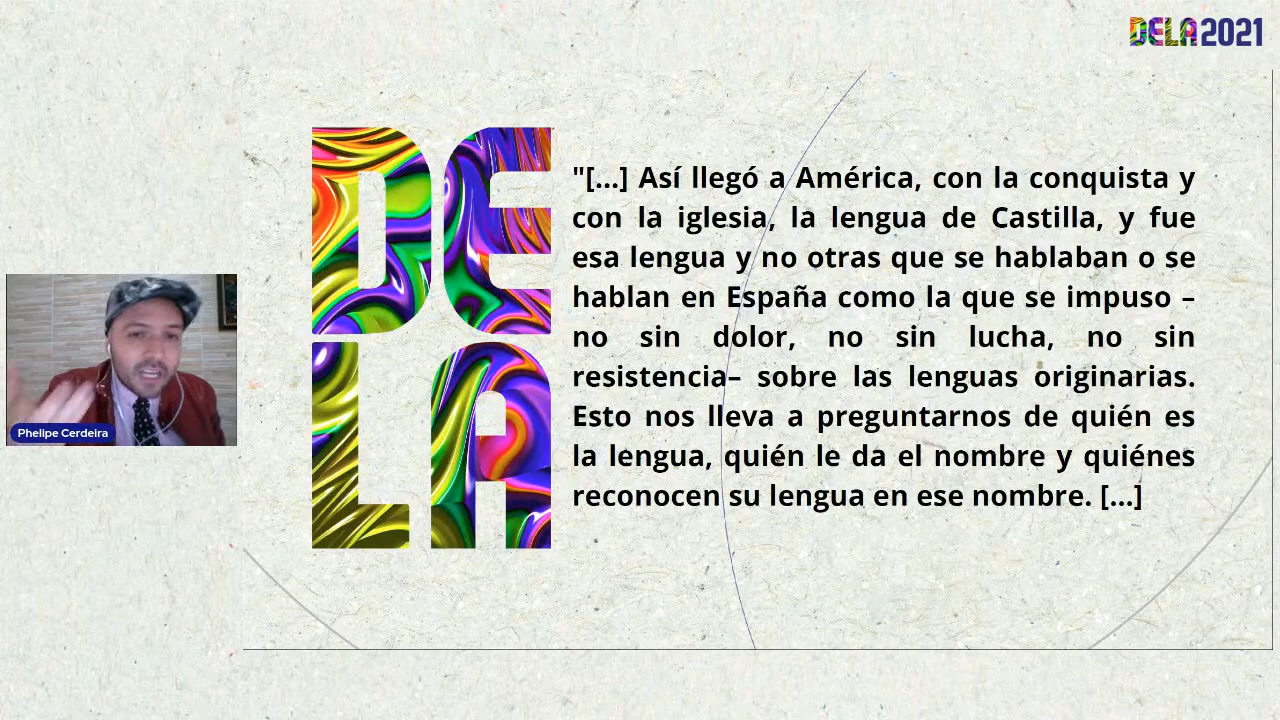 DELA 2021
DE
LA
"[...] Así llegó a América, con la conquista y
con la iglesia, la lengua de Castilla, y fue
esa lengua y no otras que se hablaban o se
hablan en España como la que se impuso –
no sin dolor, no sin lucha, no sin
resistencia– sobre las lenguas originarias.
Esto nos lleva a preguntarnos de quién es
la lengua, quién le da el nombre y quiénes
reconocen su lengua en ese nombre. [...]
Phelipe Cerdeira